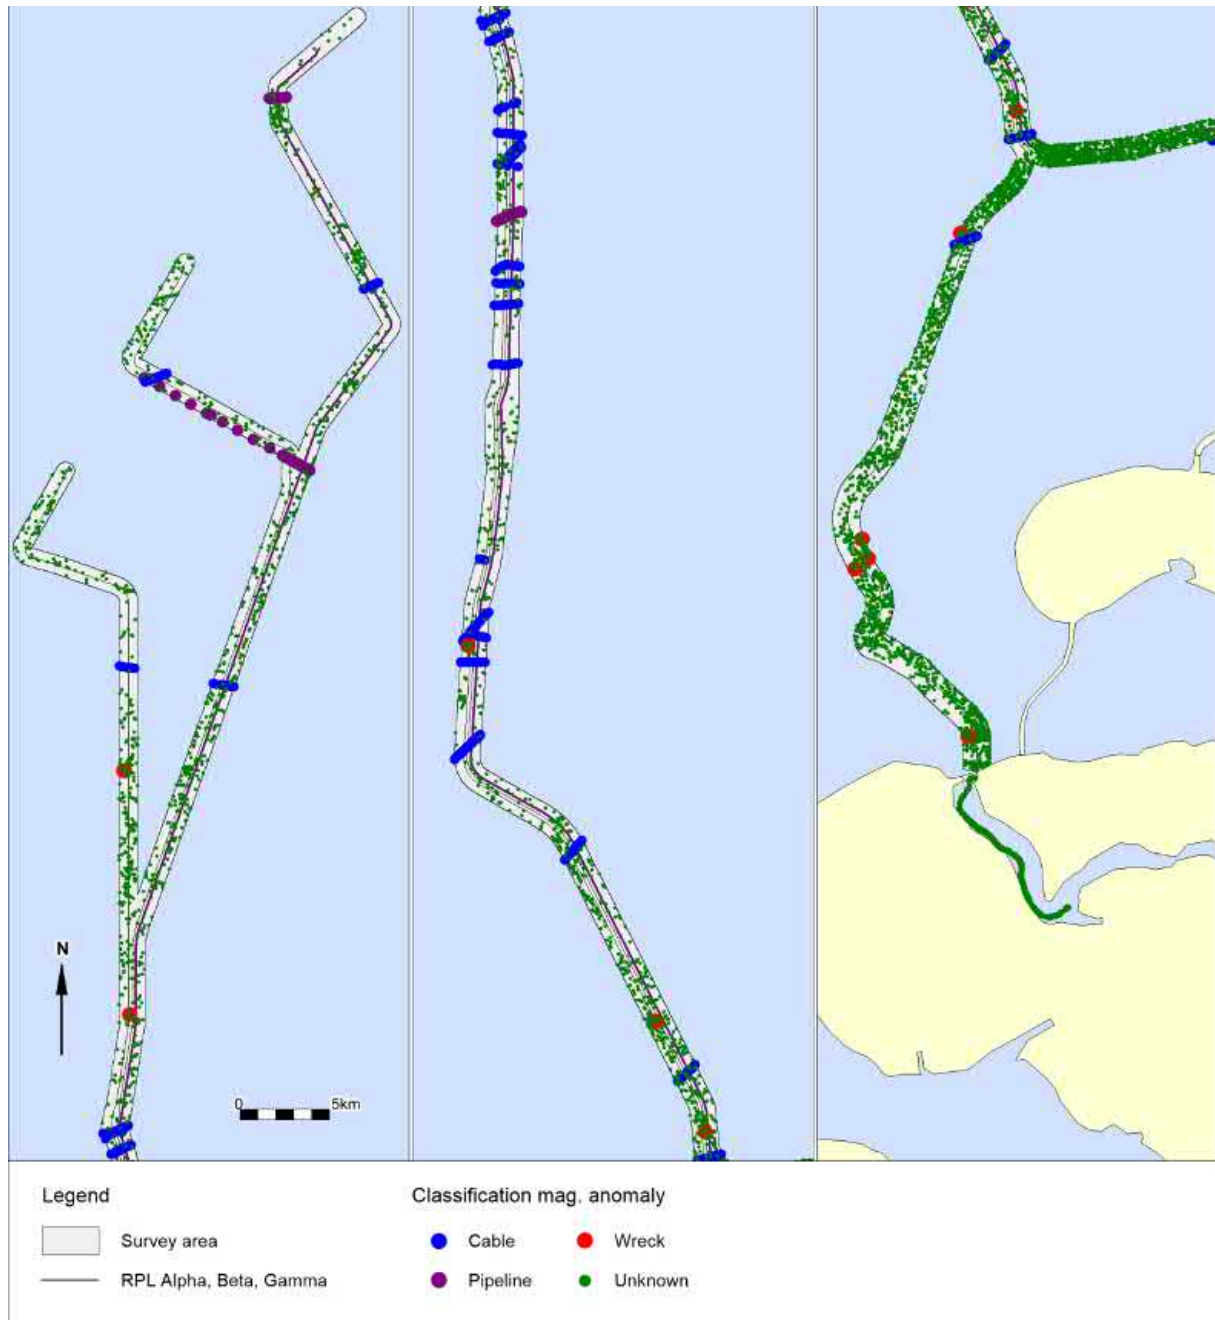 N
0 5km
Legend
Classification mag. anomaly
Survey area
Cable
Wreck
RPL Alpha, Beta, Gamma
Pipeline
Unknown